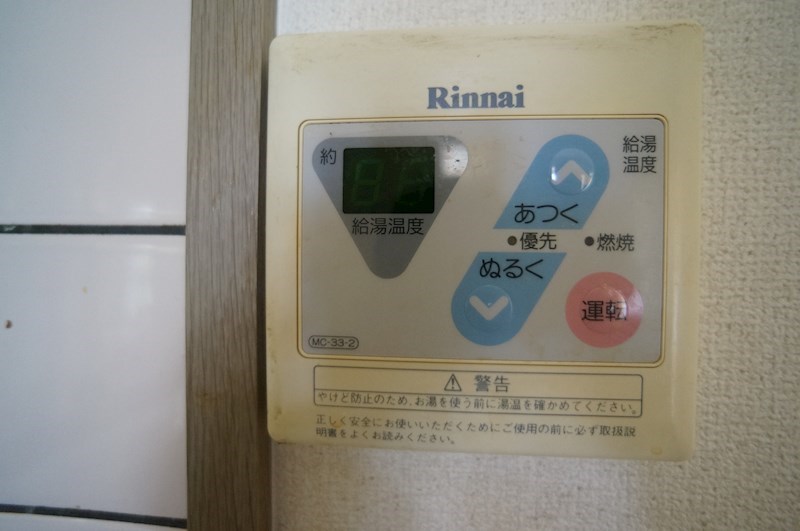 Rinnai
約
給湯温度
給湯
温度
あつく
優先
燃焼
ぬるく
運転
MC-33-2
警告
やけど防止のため、お湯を使う前に湯温を確かめてください。
正しく安全にお使いいただくためにご使用の前に必ず取扱説
明書をよくお読みください。